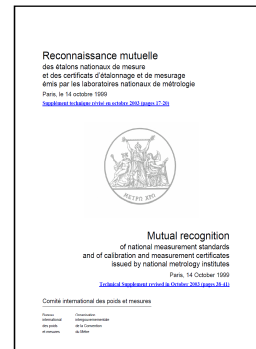 Reconnaissance mutuelle
des étalons nationaux de mesure
et des certificats d'étalonnage et de mesurage
émis par les laboratoires nationaux de métrologie
Paris, le 14 octobre 1999
Supplément technique révisé en octobre 2003 (pages 17-20)
ΜΕΤΡΩ ΧΡΩ
Mutual recognition
of national measurement standards
and of calibration and measurement certificates
issued by national metrology institutes
Paris, 14 October 1999
Technical Supplement revised in October 2003 (pages 38-41)
Comité international des poids et mesures
Bureau
international
des poids
et mesures
Organisation
intergouvernementale
de la Convention
du Mètre